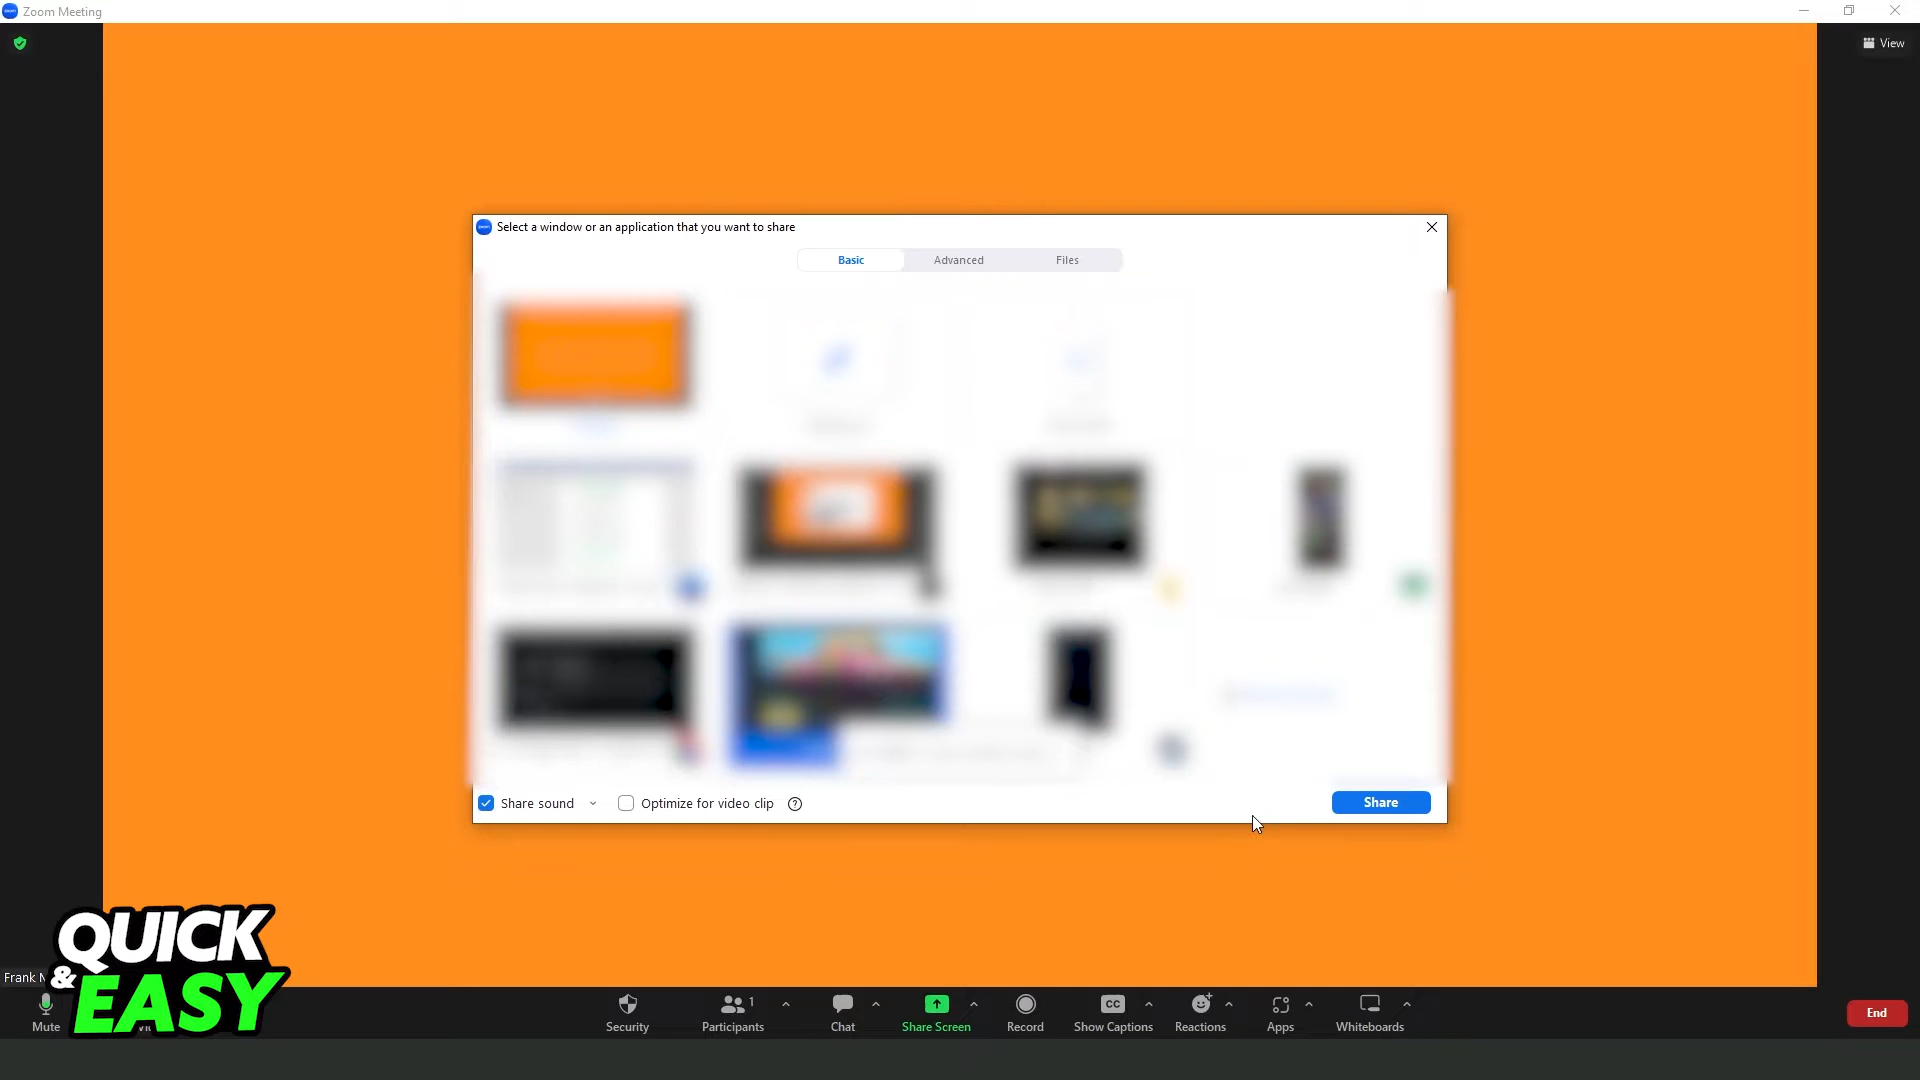 Zoom Meeting
View
Select a window or an application that you want to share
Basic
Advanced
Files
Share sound
Optimize for video clip
Share
QUICK
& EASY
Frank
Mute
Security
Participants
1
Chat
Share Screen
Record
CC
Show Captions
Reactions
Apps
Whiteboards
End